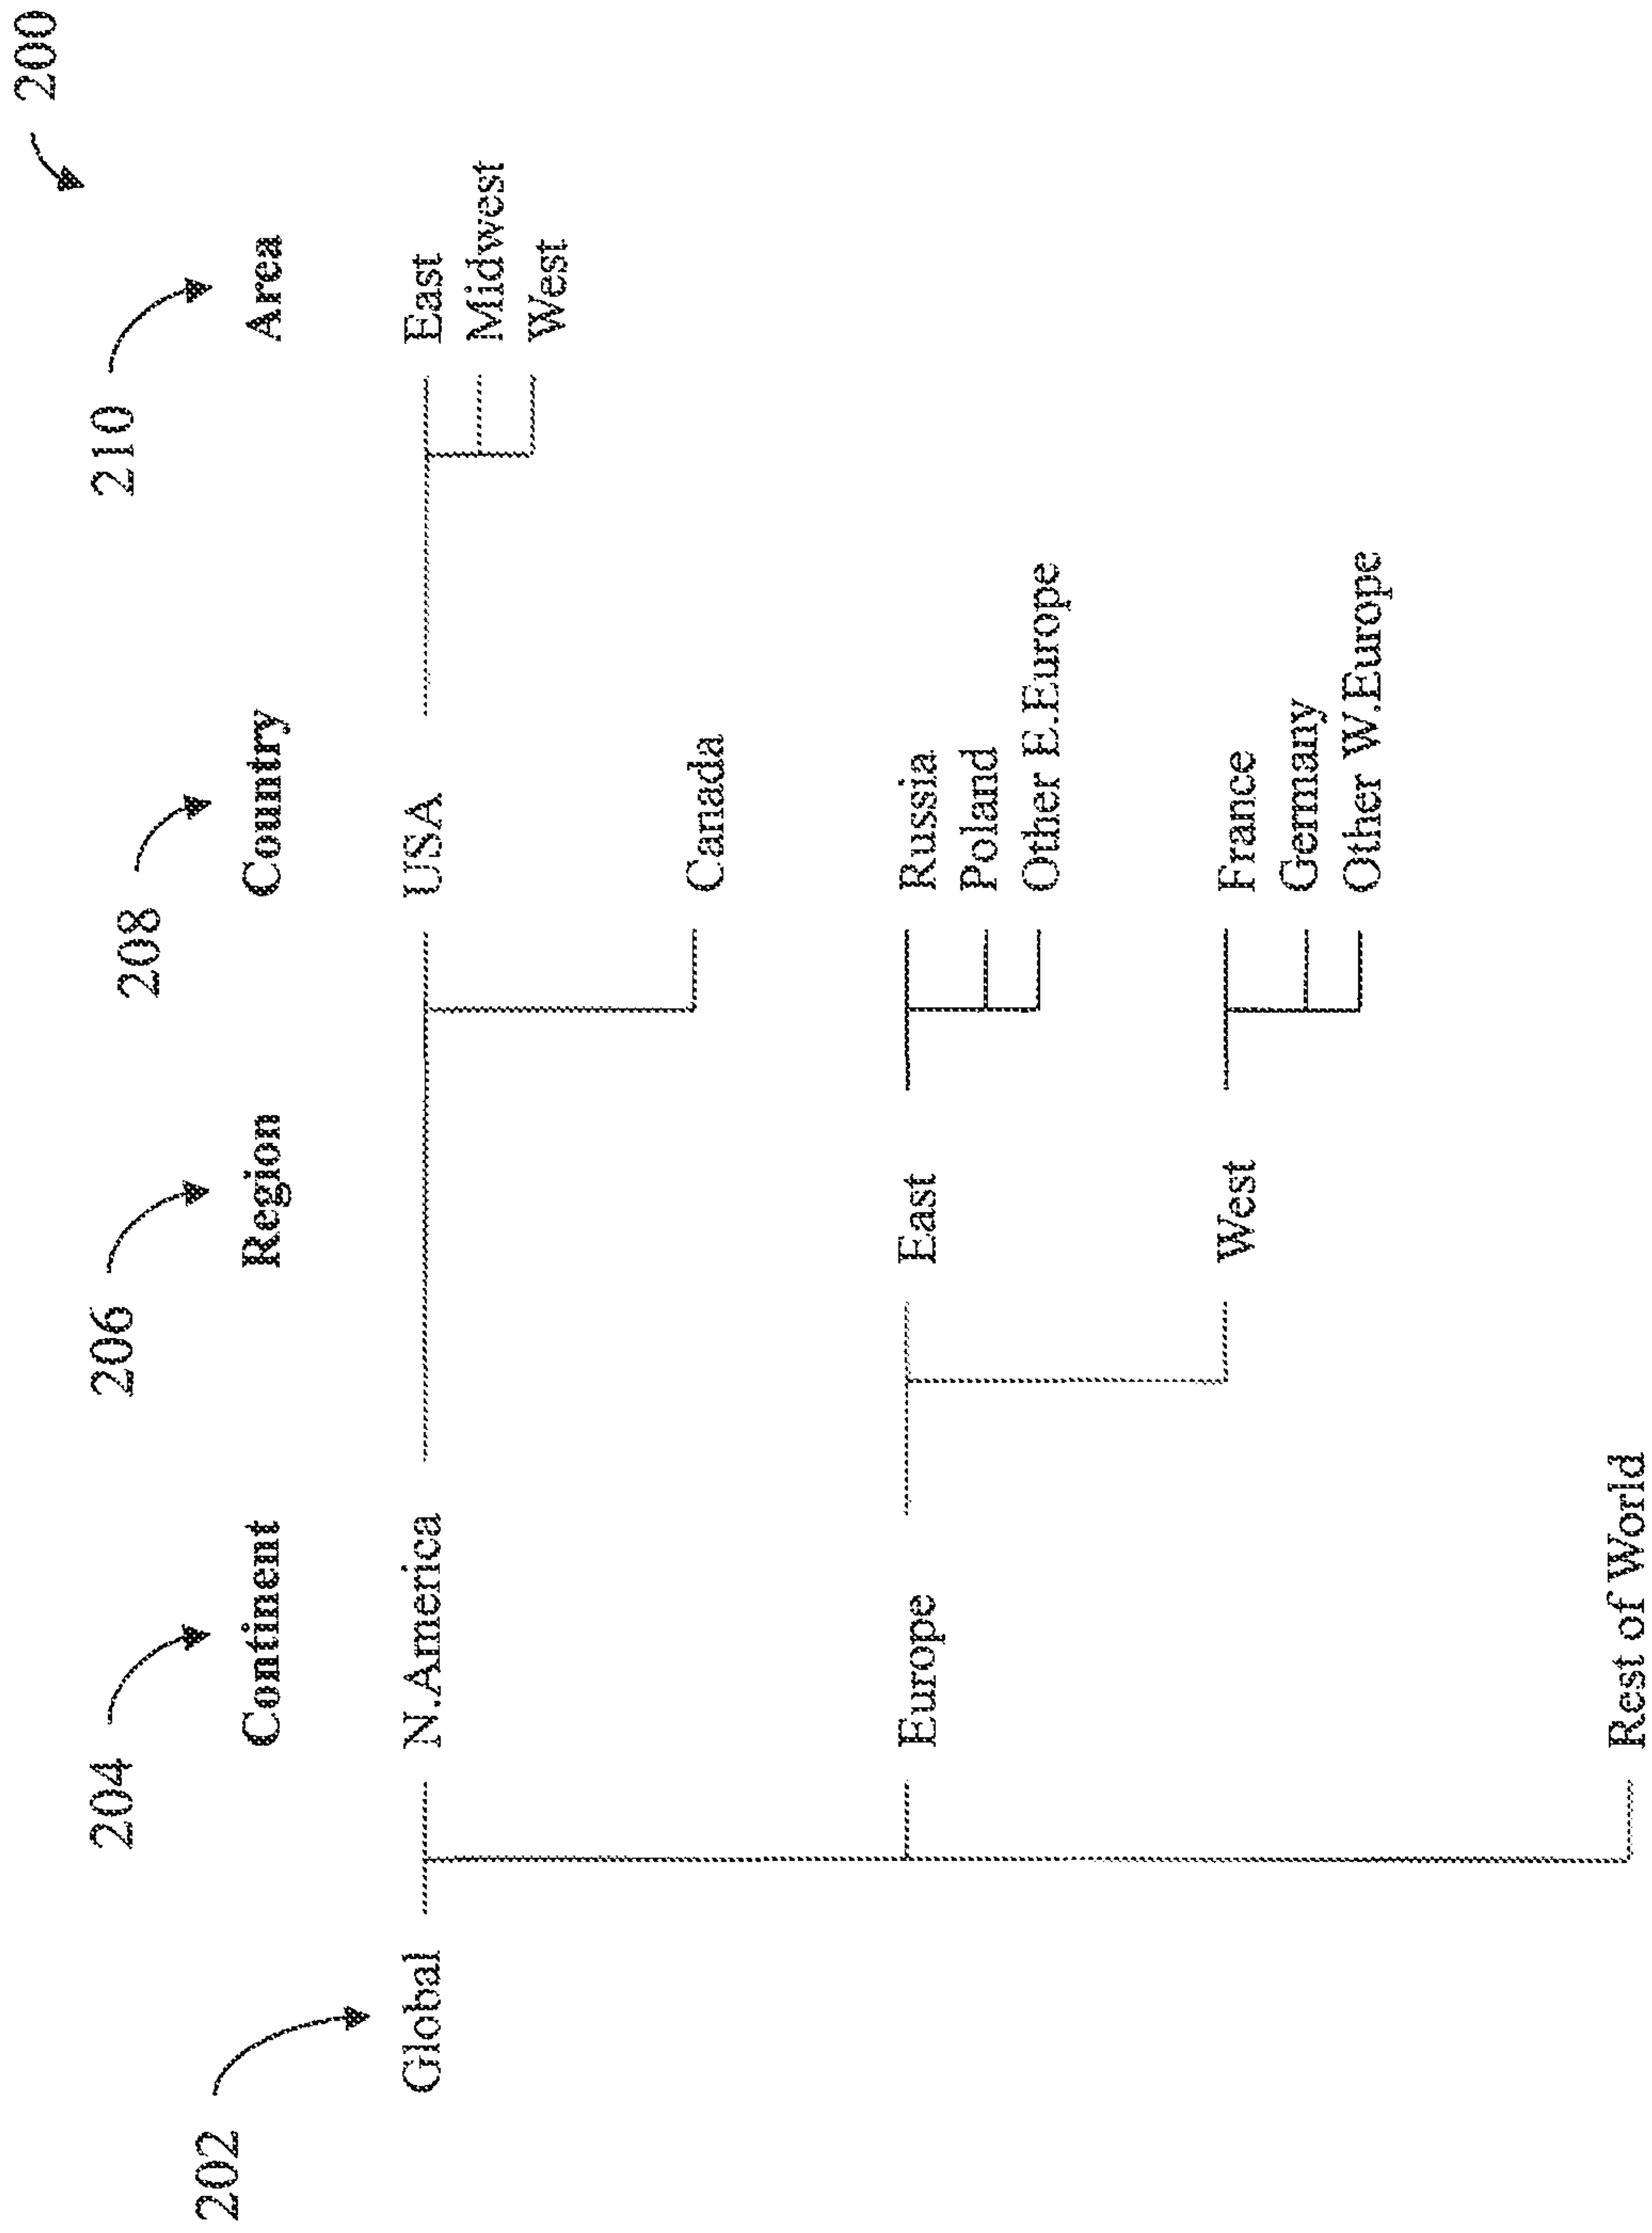 200
202
204
206
208
210
Continent
Region
Country
Area
Global
N.America
USA
East
Midwest
West
Canada
Europe
East
Russia
Poland
Other E.Europe
West
France
Germany
Other W.Europe
Rest of World